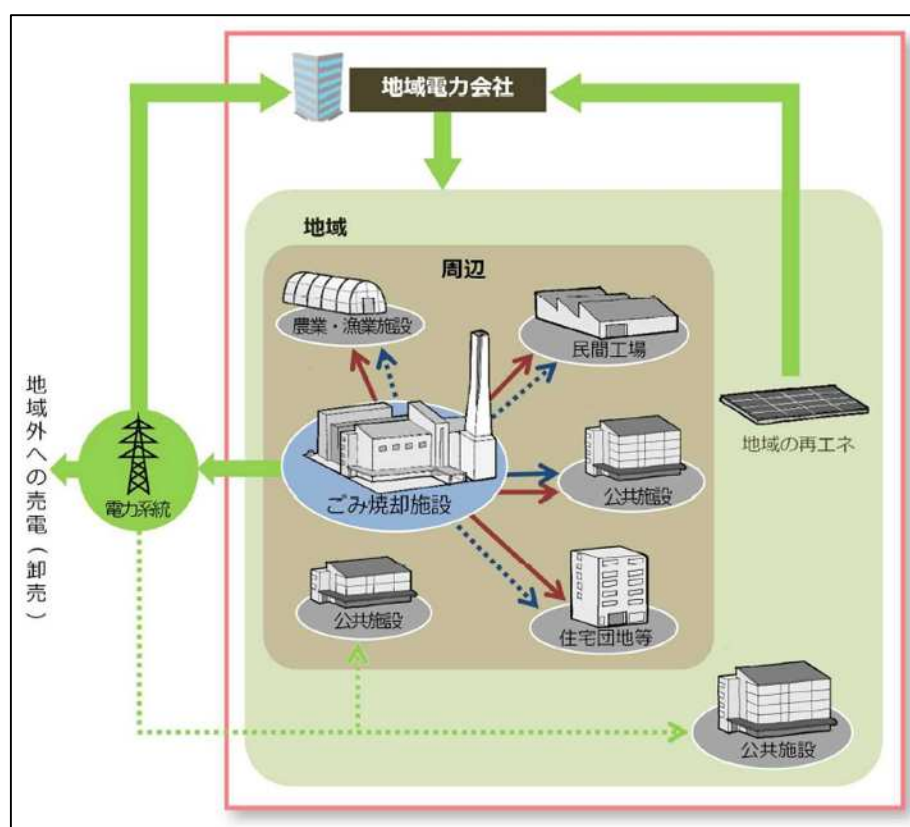 地域電力会社
地域
周辺
農業・漁業施設
民間工場
地域の再エネ
公共施設
ごみ焼却施設
電力系統
地域外への売電(卸売)
公共施設
住宅団地等
公共施設